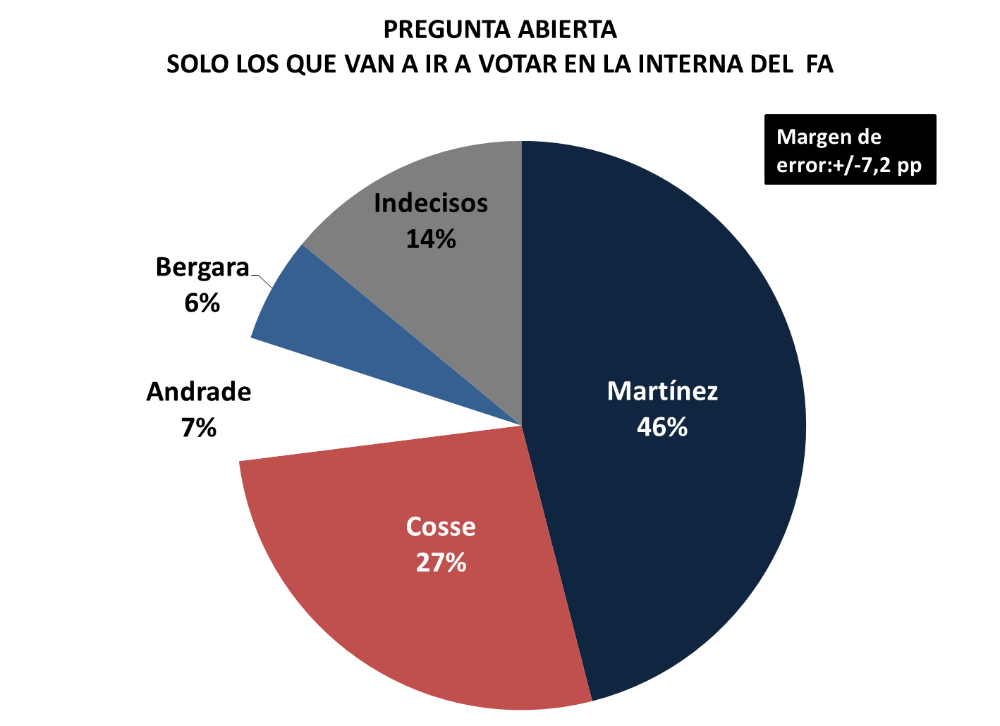 PREGUNTA ABIERTA
SOLO LOS QUE VAN A IR A VOTAR EN LA INTERNA DEL  FA
Margen de
error:+/-7,2 pp
Indecisos
14%
Bergara
6%
Andrade
7%
Martínez
46%
Cosse
27%